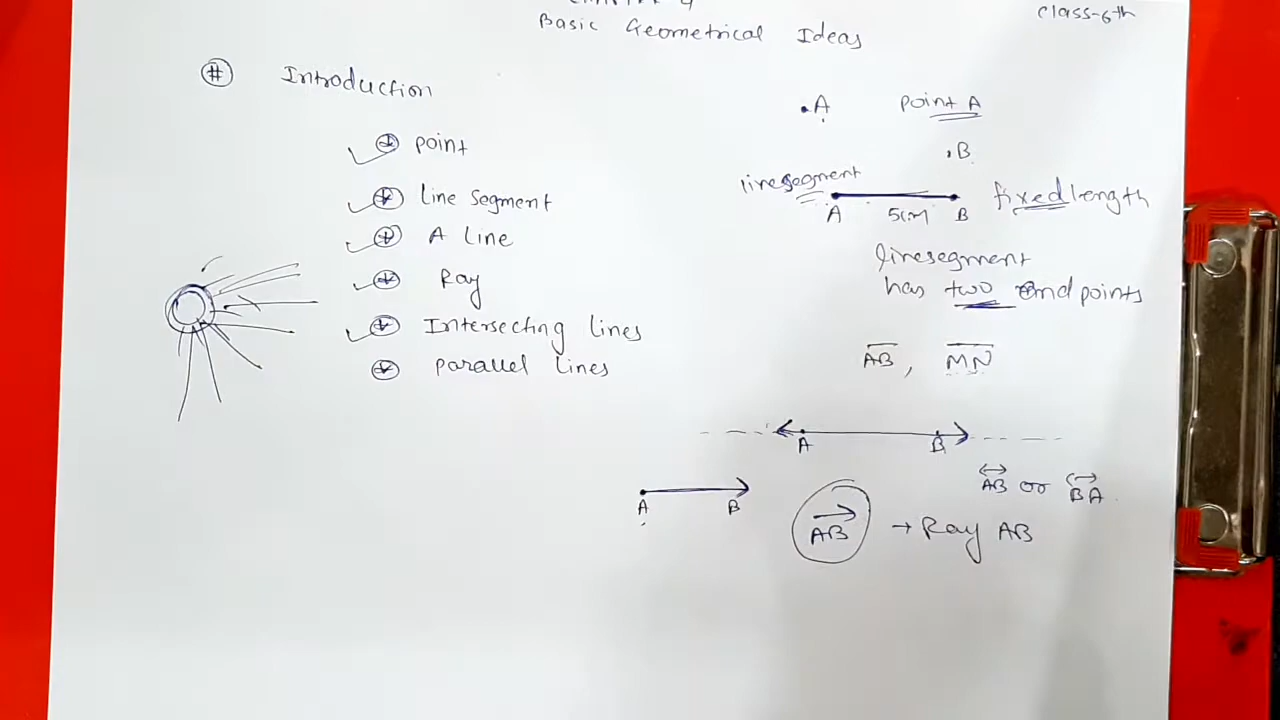 Class-6th
Basic Geometrical Ideas
# Introduction
point
Line Segment
A Line
Ray
Intersecting Lines
parallel Lines
.A point A
.B
linesegment
A 5cm B fixed length
linesegment
has two end points
AB, MN
A B
AB or BA
A B
AB → Ray AB